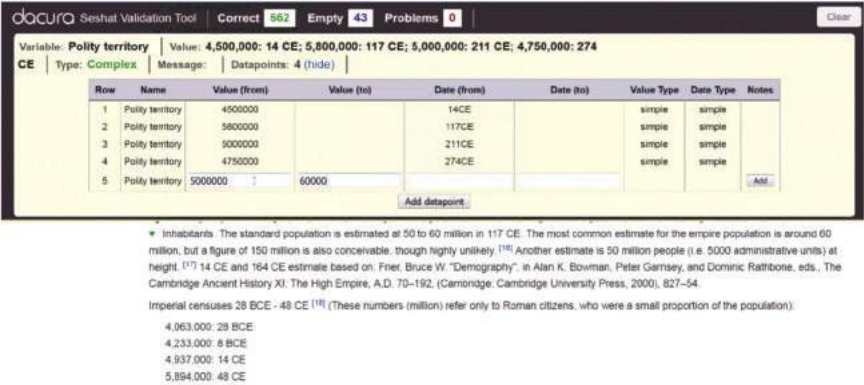 dacura Seshat Validation Tool | Correct 562 Empty 43 Problems 0 Clear
Variable: Polity territory | Value: 4,500,000: 14 CE; 5,800,000: 117 CE; 5,000,000: 211 CE; 4,750,000: 274
CE | Type: Complex | Message: | Datapoints: 4 (hide) |
Row Name Value (from) Value (to) Date (from) Date (to) Value Type Date Type Notes
1 Polity territory 4500000 14CE simple simple
2 Polity territory 5800000 117CE simple simple
3 Polity territory 5000000 211CE simple simple
4 Polity territory 4750000 274CE simple simple
5 Polity territory 5000000 60000 Add
Add datapoint
▼ Inhabitants The standard population is estimated at 50 to 60 million in 117 CE. The most common estimate for the empire population is around 60
million, but a figure of 150 million is also conceivable, though highly unlikely. [16] Another estimate is 50 million people (i.e. 5000 administrative units) at
height. [17] 14 CE and 164 CE estimate based on: Frier, Bruce W. "Demography", in Alan K. Bowman, Peter Garnsey, and Dominic Rathbone, eds., The
Cambridge Ancient History XI: The High Empire, A.D. 70–192, (Cambridge: Cambridge University Press, 2000), 827–54.
Imperial censuses 28 BCE - 48 CE [18] (These numbers (million) refer only to Roman citizens, who were a small proportion of the population):
4,063,000: 28 BCE
4,233,000: 8 BCE
4,937,000: 14 CE
5,894,000: 48 CE